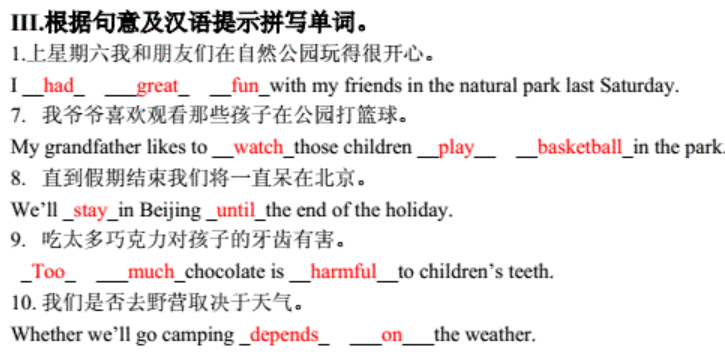 III.根据句意及汉语提示拼写单词。
1.上星期六我和朋友们在自然公园玩得很开心。
I __had_ ___great_ __fun_with my friends in the natural park last Saturday.
7. 我爷爷喜欢观看那些孩子在公园打篮球。
My grandfather likes to __watch_those children __play__ __basketball_in the park.
8. 直到假期结束我们将一直呆在北京。
We'll _stay_in Beijing _until_the end of the holiday.
9. 吃太多巧克力对孩子的牙齿有害。
_Too_ ___much_chocolate is __harmful__to children's teeth.
10. 我们是否去野营取决于天气。
Whether we'll go camping _depends_ ___on___the weather.